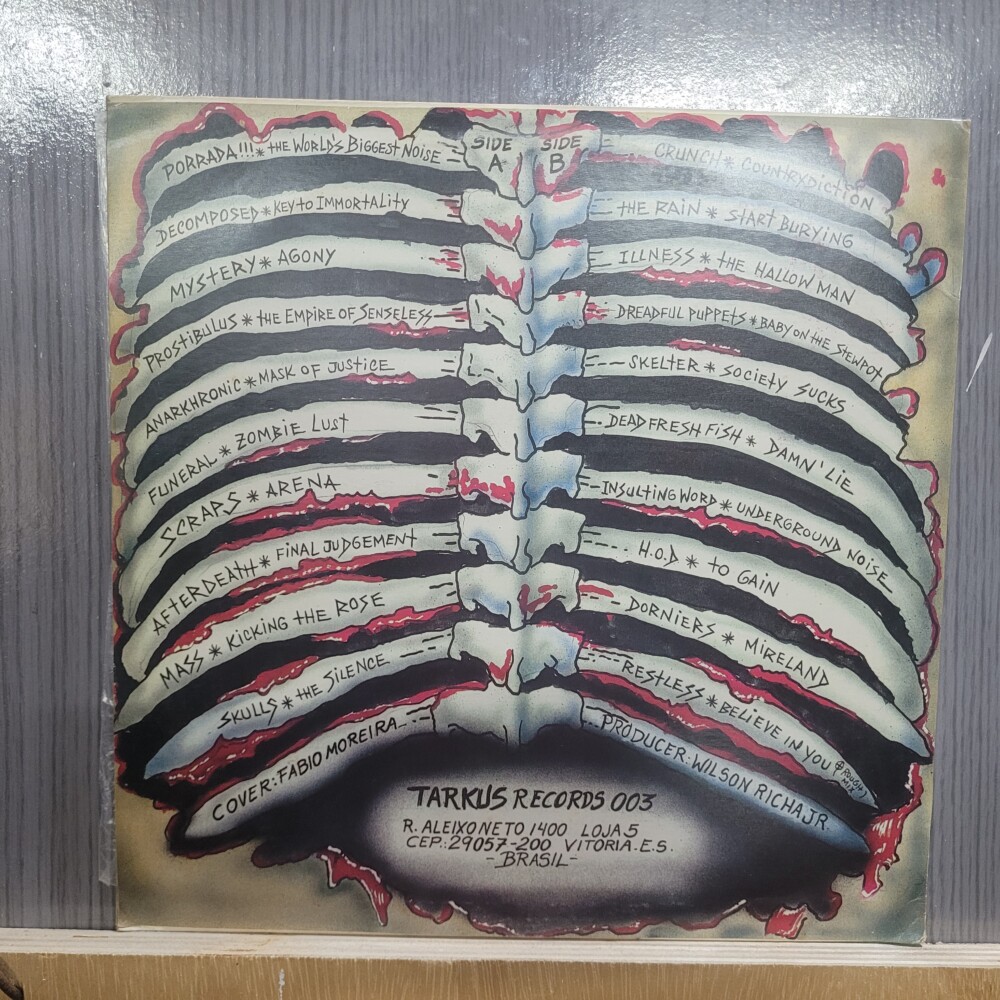 SIDE A
PORRADA!!! * THE WORLD'S BIGGEST NOISE
DECOMPOSED * KEY TO IMMORTALITY
MYSTERY * AGONY
PROSTIBULUS * THE EMPIRE OF SENSELESS
ANARKHRONIC * MASK OF JUSTICE
FUNERAL * ZOMBIE LUST
SCRAPS * ARENA
AFTERDEATH * FINAL JUDGEMENT
MASS * KICKING THE ROSE
SKULLS * THE SILENCE
COVER: FABIO MOREIRA
SIDE B
CRUNCH * COUNTRXDICTION
THE RAIN * START BURYING
ILLNESS * THE HALLOW MAN
DREADFUL PUPPETS * BABY ON THE STEWPOT
SKELTER * SOCIETY SUCKS
DEAD FRESH FISH * DAMN' LIE
INSULTING WORD * UNDERGROUND NOISE
H.O.D * TO GAIN
DORNIERS * MIRELAND
RESTLESS * BELIEVE IN YOU (ROUGH MIX)
PRODUCER: WILSON RICHA JR.
TARKUS RECORDS 003
R. ALEIXO NETO 1400 LOJA 5
CEP.: 29057-200 VITORIA.E.S.
-BRASIL-